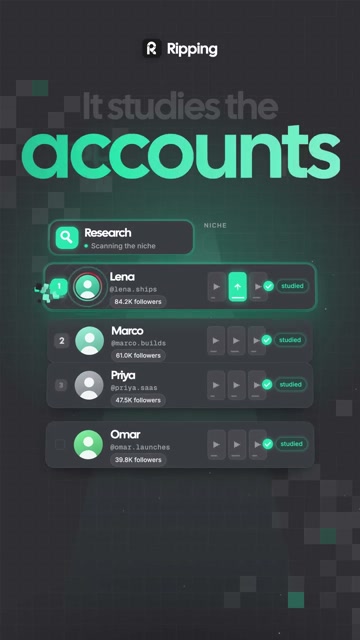 Ripping
It studies the
accounts
Research
Scanning the niche
NICHE
1
Lena
@lena.ships
84.2K followers
studied
2
Marco
@marco.builds
61.0K followers
studied
3
Priya
@priya.saas
47.5K followers
studied
Omar
@omar.launches
39.8K followers
studied